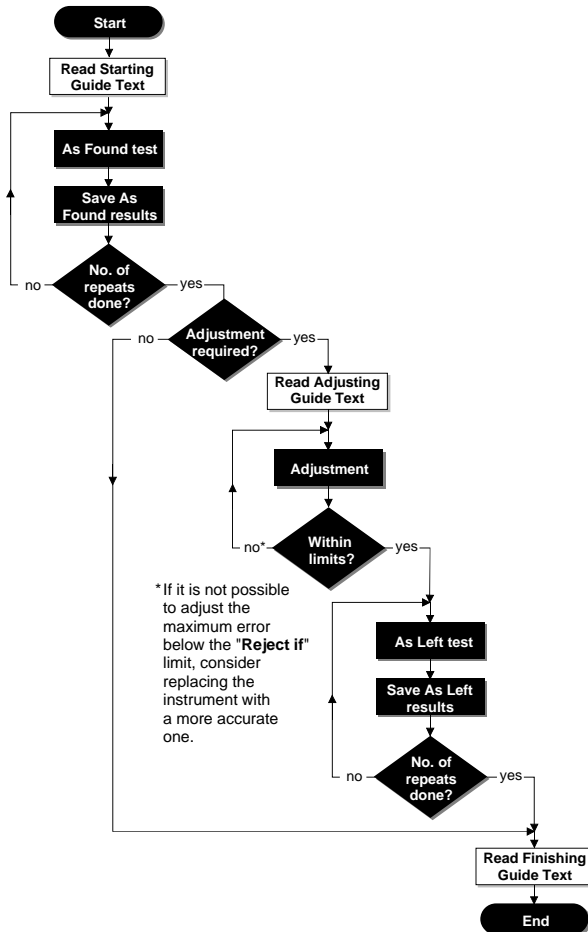 Start
Read Starting
Guide Text
As Found test
Save As
Found results
No. of
repeats
done?
no
yes
Adjustment
required?
no
yes
Read Adjusting
Guide Text
Adjustment
Within
limits?
no*
yes
*If it is not possible
to adjust the
maximum error
below the "Reject if"
limit, consider
replacing the
instrument with
a more accurate
one.
As Left test
Save As Left
results
No. of
repeats
done?
no
yes
Read Finishing
Guide Text
End